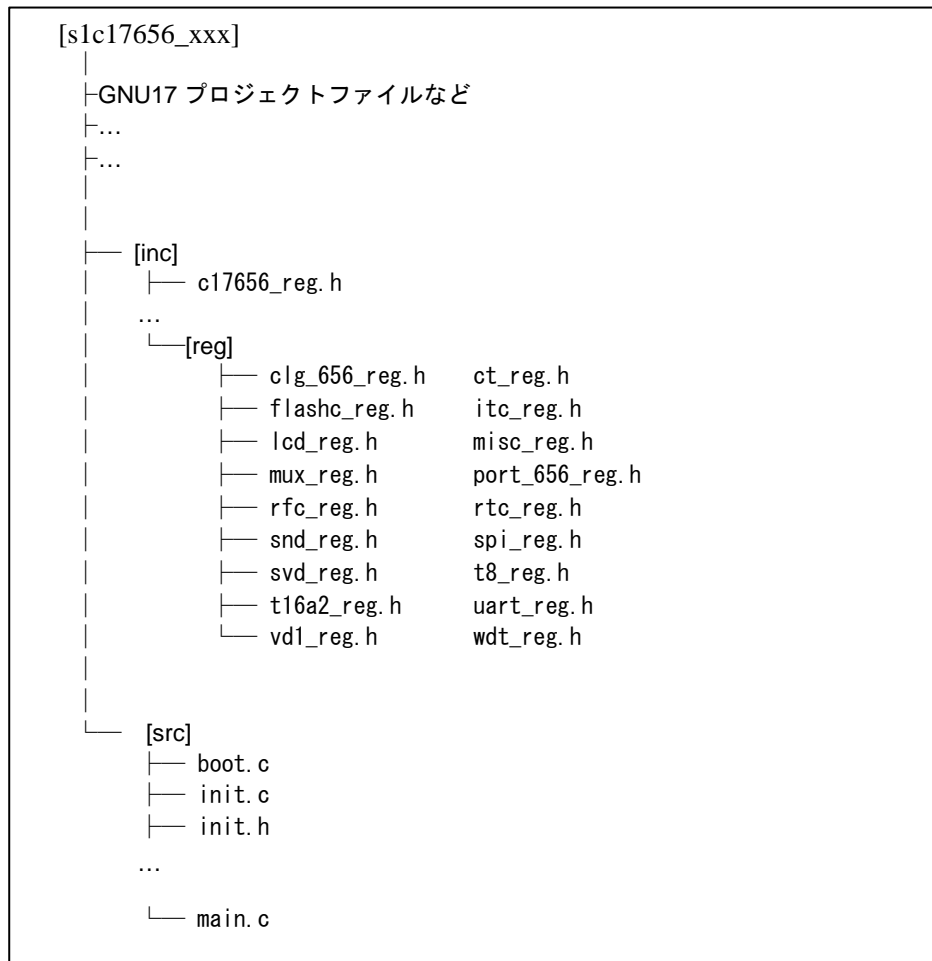 [s1c17656_xxx]
│
├GNU17 プロジェクトファイルなど
├…
├…
│
│
├── [inc]
│ ├── c17656_reg.h
│ …
│ └──[reg]
│ ├── clg_656_reg.h ct_reg.h
│ ├── flashc_reg.h itc_reg.h
│ ├── lcd_reg.h misc_reg.h
│ ├── mux_reg.h port_656_reg.h
│ ├── rfc_reg.h rtc_reg.h
│ ├── snd_reg.h spi_reg.h
│ ├── svd_reg.h t8_reg.h
│ ├── t16a2_reg.h uart_reg.h
│ └── vd1_reg.h wdt_reg.h
│
│
└── [src]
├── boot.c
├── init.c
├── init.h
…
└── main.c